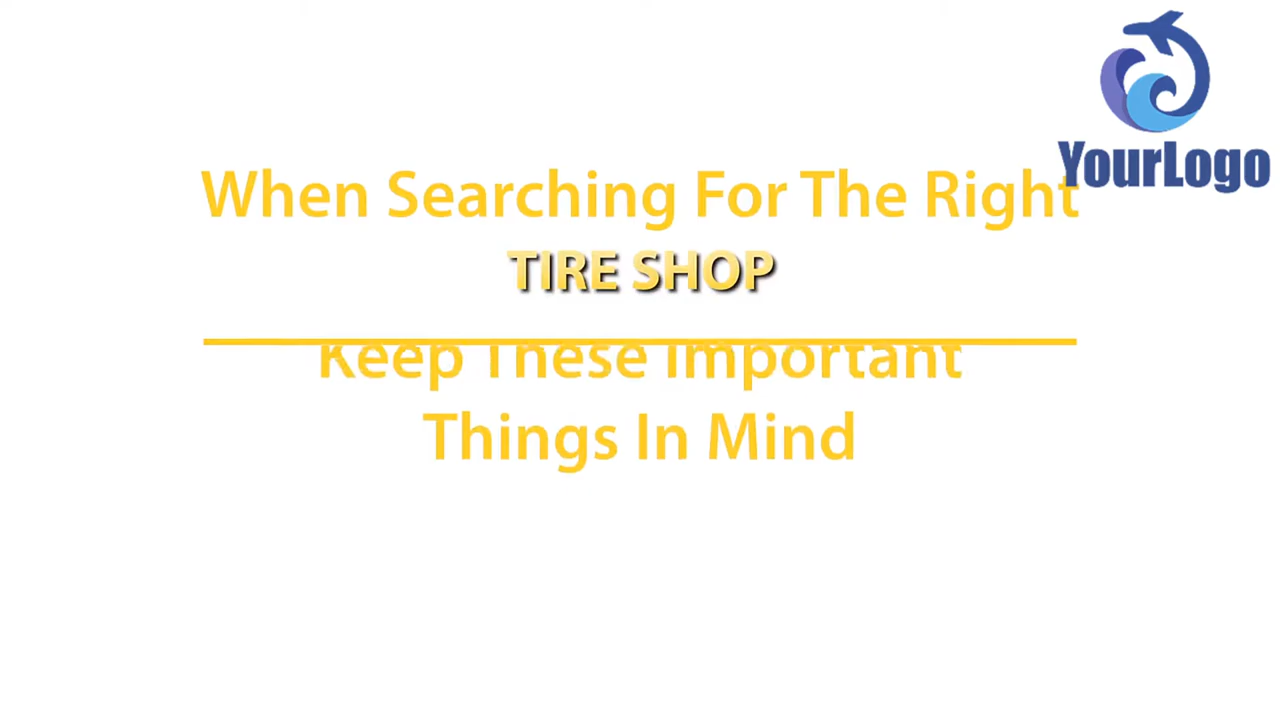 YourLogo
When Searching For The Right
TIRE SHOP
Keep These Important
Things In Mind